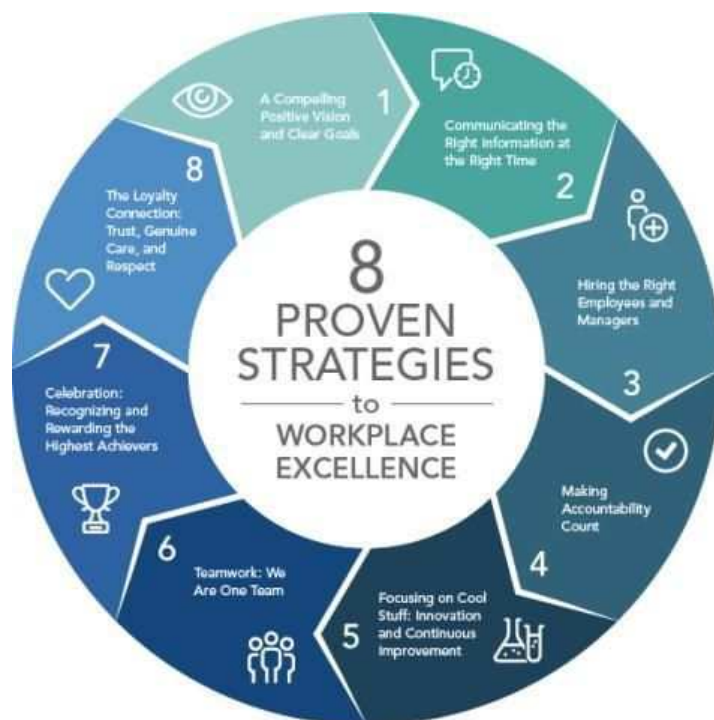 8
PROVEN
STRATEGIES
to
WORKPLACE
EXCELLENCE
1
A Compelling
Positive Vision
and Clear Goals
2
Communicating the
Right Information at
the Right Time
3
Hiring the Right
Employees and
Managers
4
Making
Accountability
Count
5
Focusing on Cool
Stuff: Innovation
and Continuous
Improvement
6
Teamwork: We
Are One Team
7
Celebration:
Recognizing and
Rewarding the
Highest Achievers
8
The Loyalty
Connection:
Trust, Genuine
Care, and
Respect